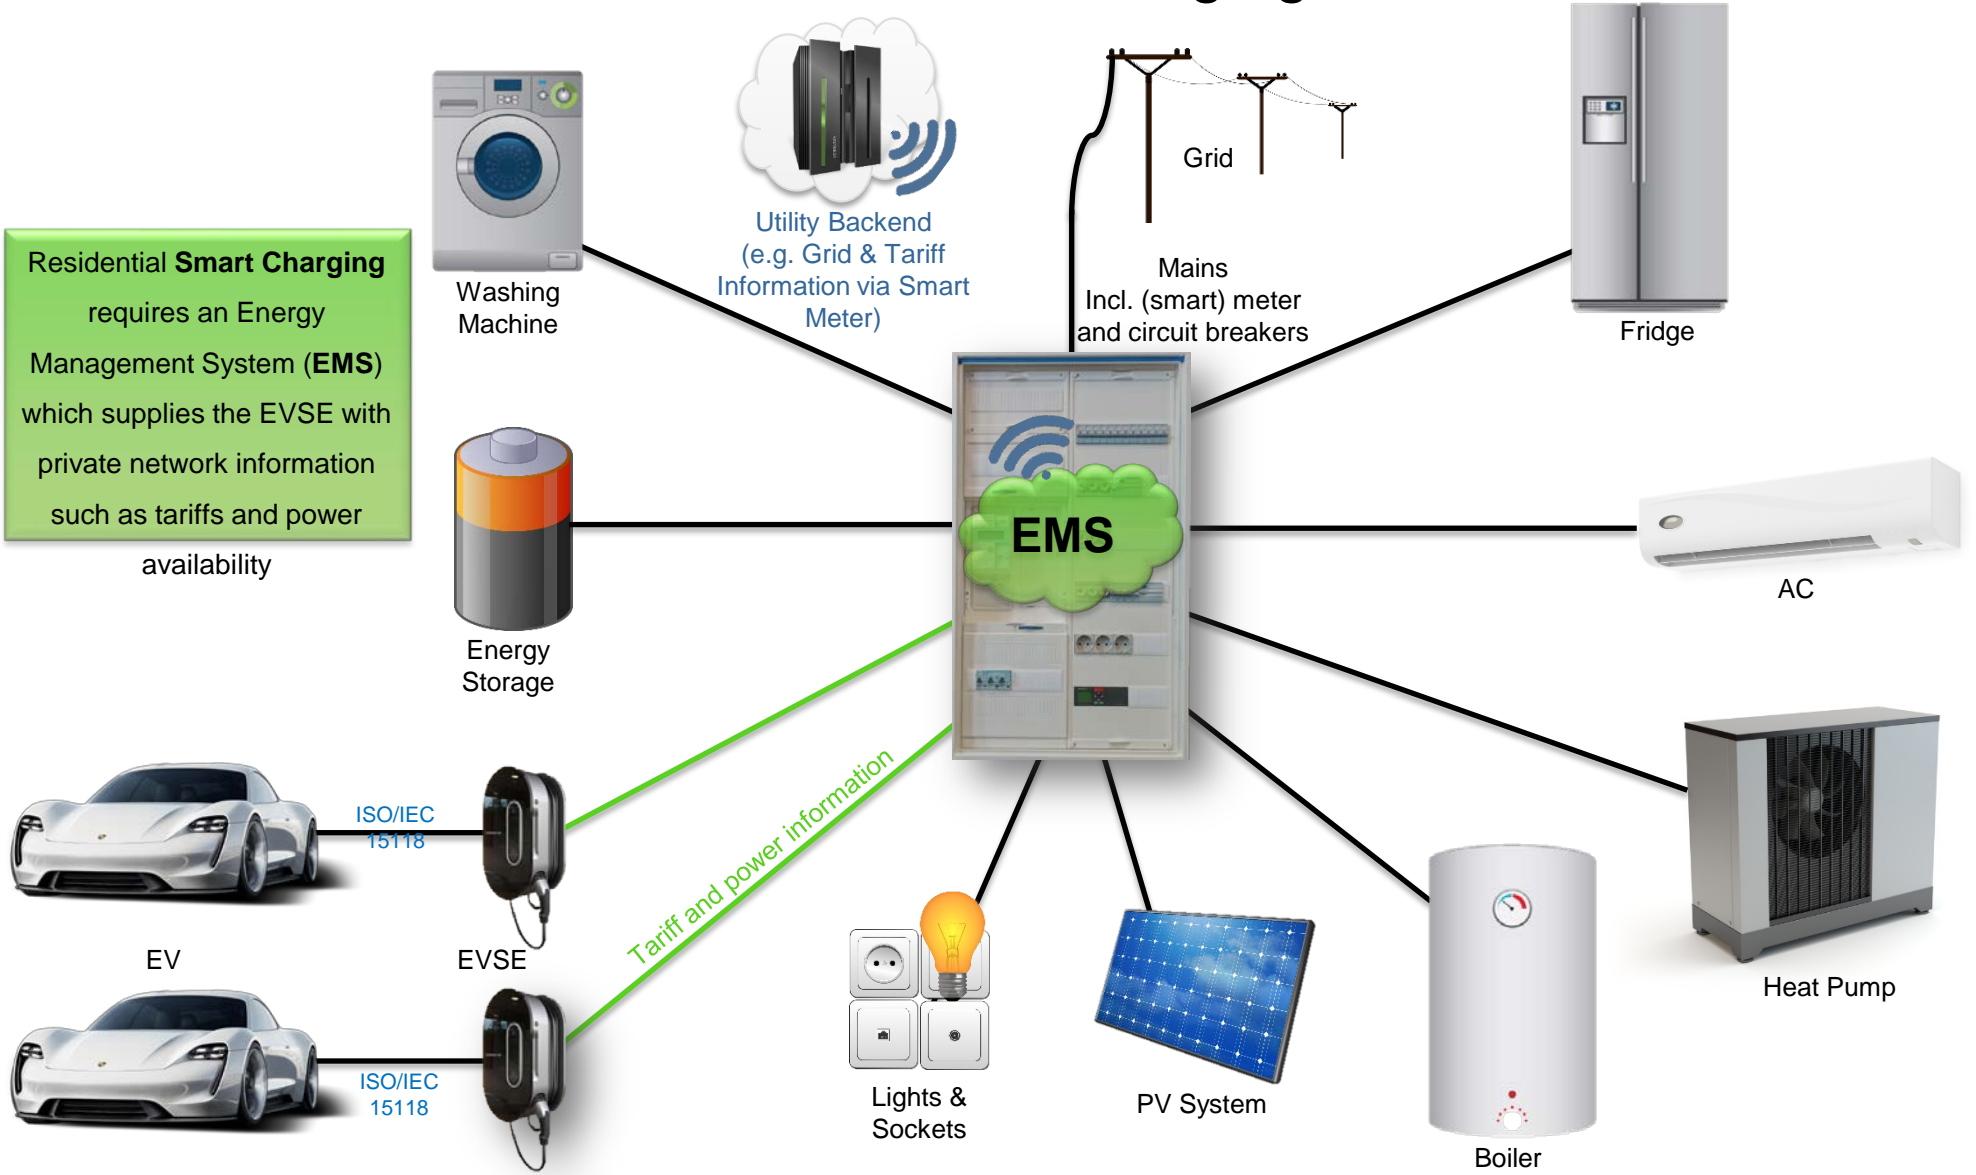 Residential Smart Charging
requires an Energy
Management System (EMS)
which supplies the EVSE with
private network information
such as tariffs and power
availability
Washing
Machine
Utility Backend
(e.g. Grid & Tariff
Information via Smart
Meter)
Grid
Mains
Incl. (smart) meter
and circuit breakers
Fridge
EMS
Energy
Storage
AC
ISO/IEC
15118
EV
EVSE
Tariff and power information
ISO/IEC
15118
Lights &
Sockets
PV System
Boiler
Heat Pump